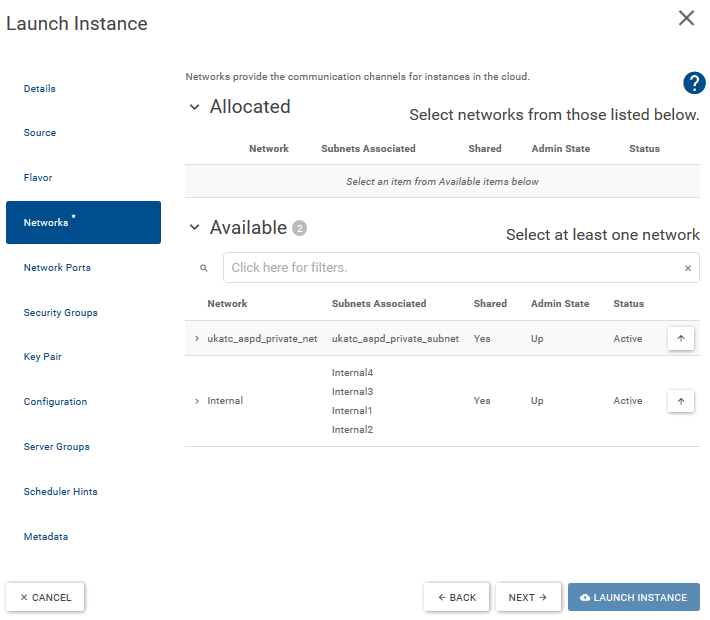 Launch Instance
Details
Source
Flavor
Networks *
Network Ports
Security Groups
Key Pair
Configuration
Server Groups
Scheduler Hints
Metadata
Networks provide the communication channels for instances in the cloud.
?
Allocated
Select networks from those listed below.
Network Subnets Associated Shared Admin State Status
Select an item from Available items below
Available 2
Select at least one network
Click here for filters.
Network Subnets Associated Shared Admin State Status
ukatc_aspd_private_net ukatc_aspd_private_subnet Yes Up Active
Internal4
Internal3
Internal Yes Up Active
Internal1
Internal2
× CANCEL
← BACK
NEXT →
LAUNCH INSTANCE